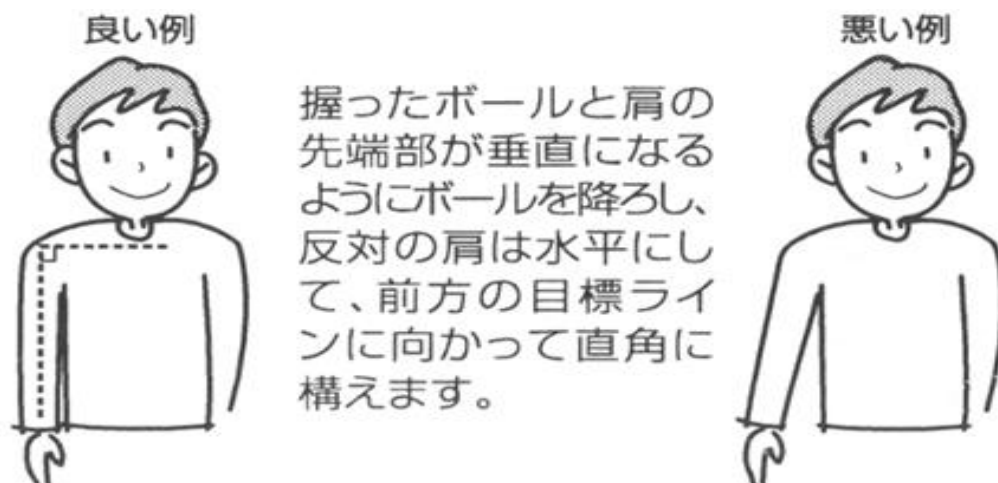 良い例
握ったボールと肩の
先端部が垂直になる
ようにボールを降ろし、
反対の肩は水平にし
て、前方の目標ライ
ンに向かって直角に
構えます。
悪い例